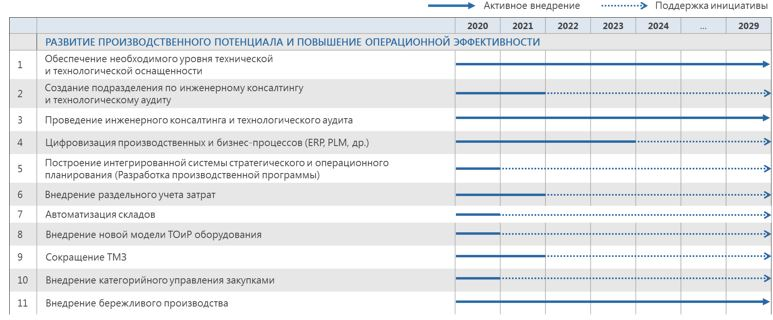 Активное внедрение Поддержка инициативы
2020 2021 2022 2023 2024 ... 2029
РАЗВИТИЕ ПРОИЗВОДСТВЕННОГО ПОТЕНЦИАЛА И ПОВЫШЕНИЕ ОПЕРАЦИОННОЙ ЭФФЕКТИВНОСТИ
1 Обеспечение необходимого уровня технической
и технологической оснащенности
2 Создание подразделения по инженерному консалтингу
и технологическому аудиту
3 Проведение инженерного консалтинга и технологического аудита
4 Цифровизация производственных и бизнес-процессов (ERP, PLM, др.)
5 Построение интегрированной системы стратегического и операционного
планирования (Разработка производственной программы)
6 Внедрение раздельного учета затрат
7 Автоматизация складов
8 Внедрение новой модели ТОиР оборудования
9 Сокращение ТМЗ
10 Внедрение категорийного управления закупками
11 Внедрение бережливого производства